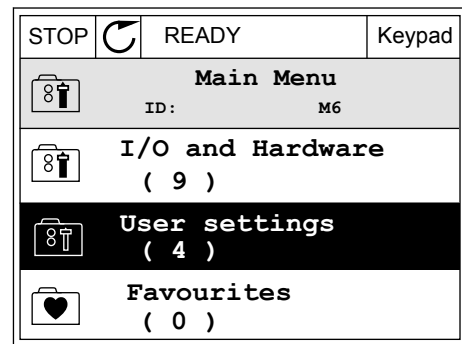 STOP READY Keypad
Main Menu
ID: M6
I/O and Hardware
( 9 )
User settings
( 4 )
Favourites
( 0 )